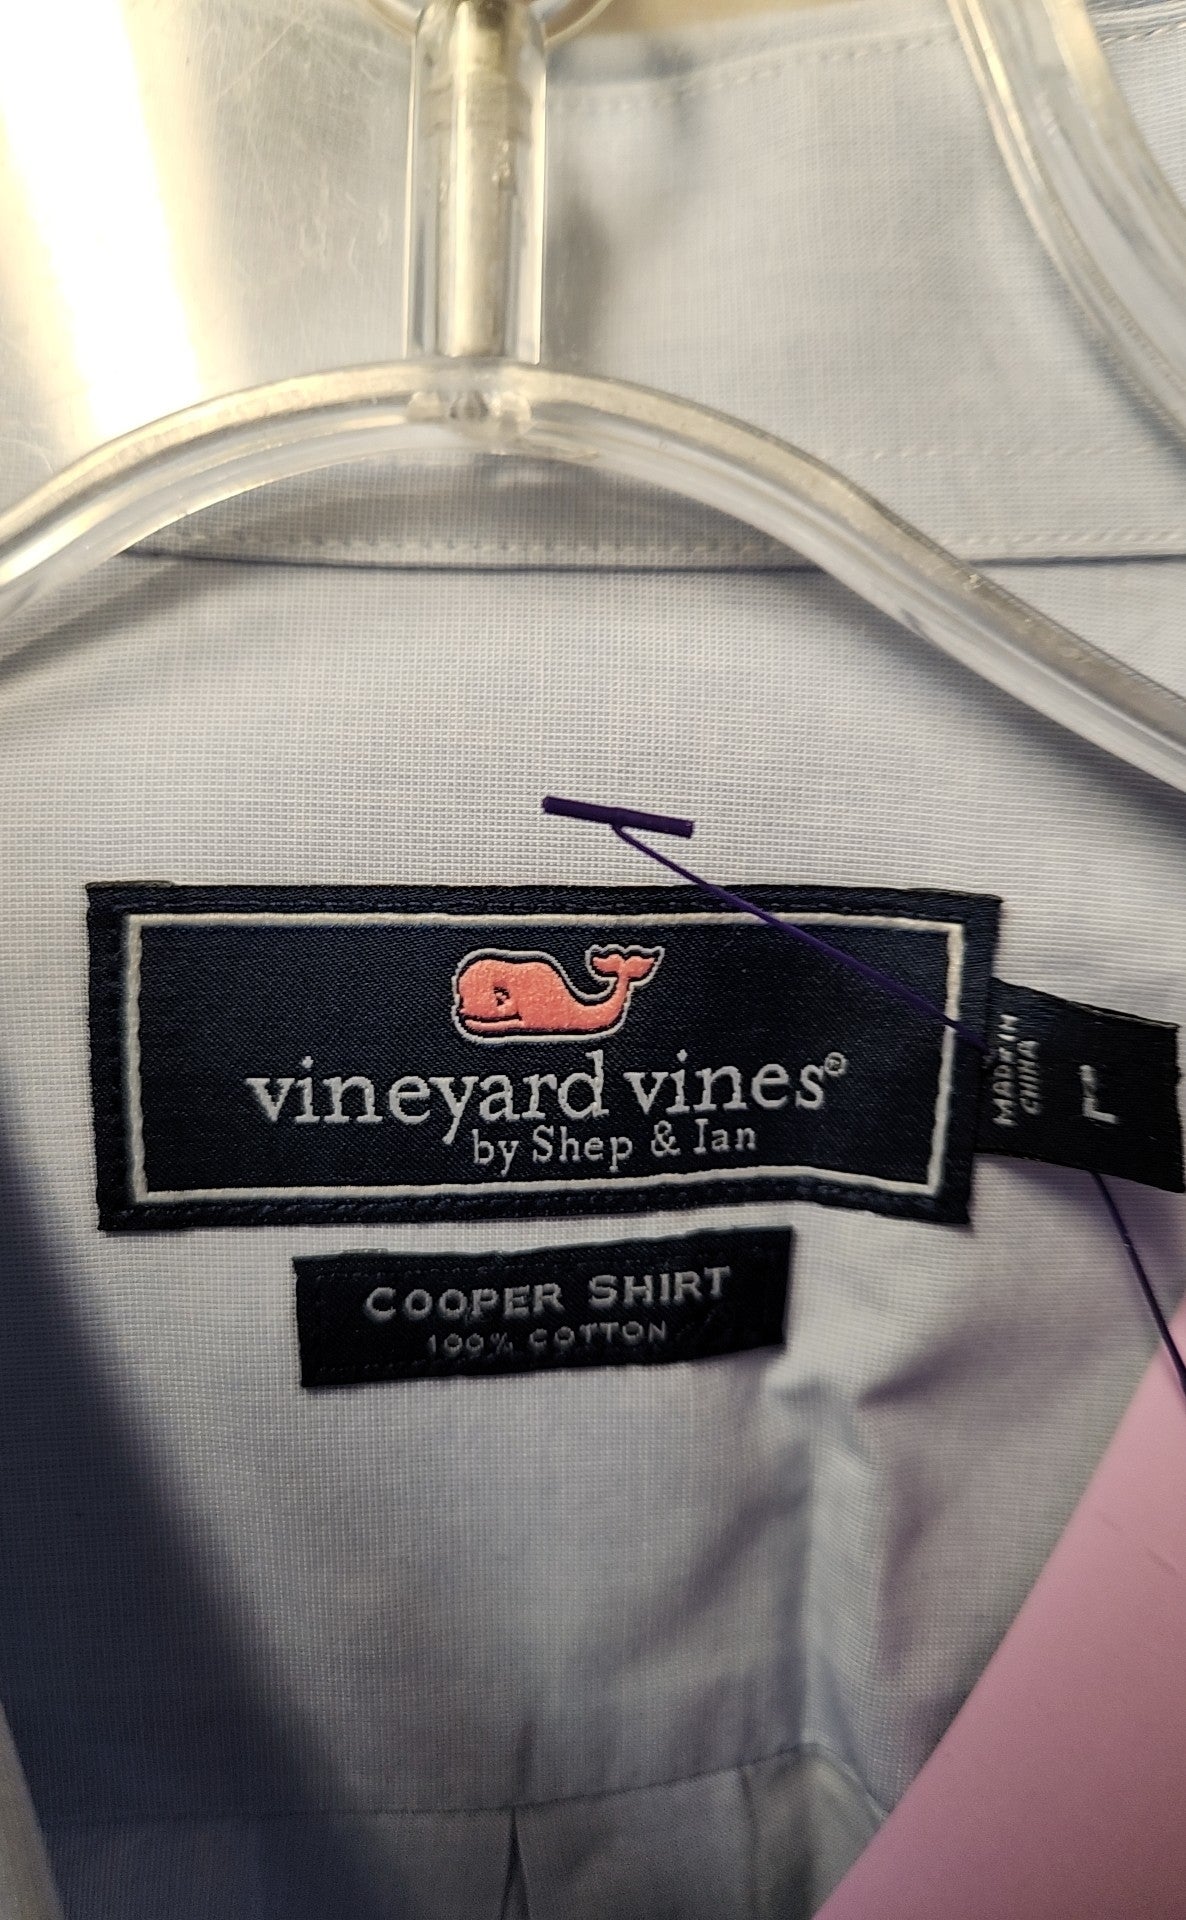 vineyard vines®
by Shep & Ian
MADE IN
CHINA
L
COOPER SHIRT
100% COTTON